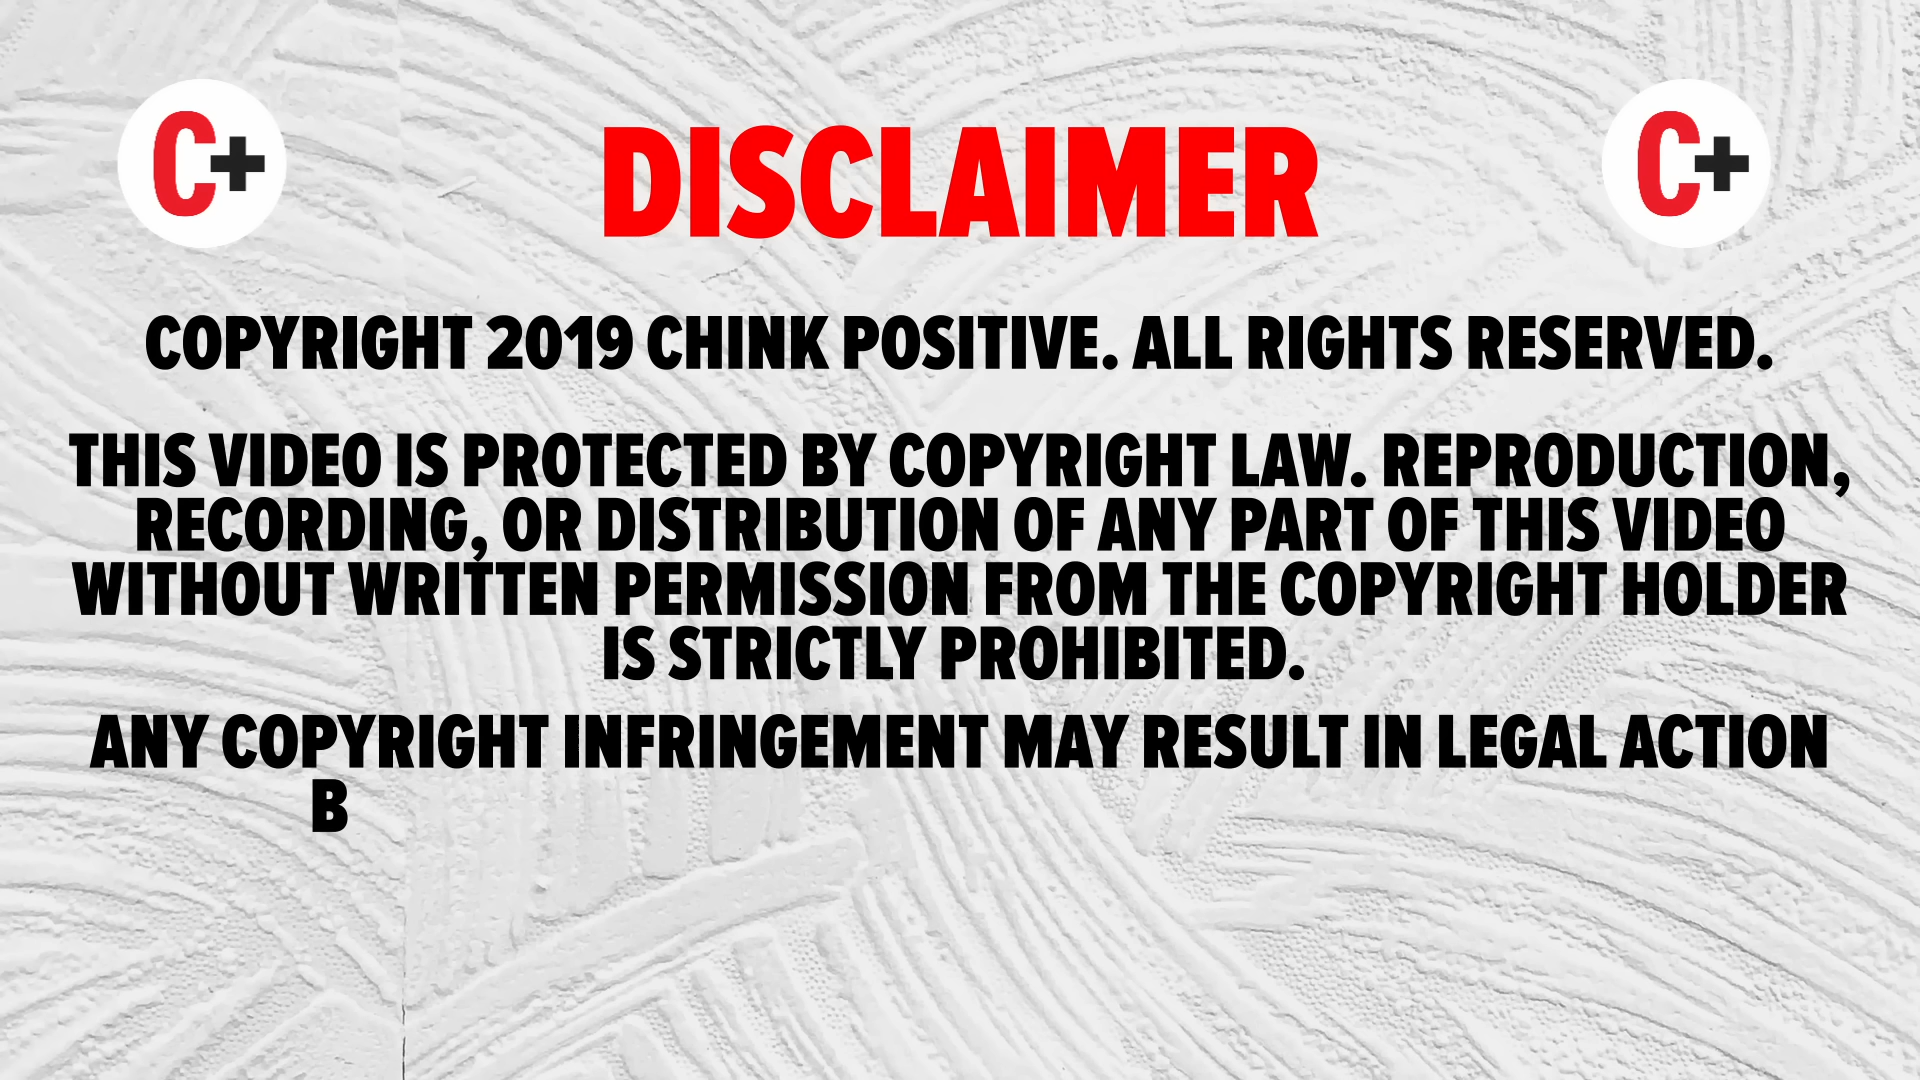 C+
C+
DISCLAIMER
COPYRIGHT 2019 CHINK POSITIVE. ALL RIGHTS RESERVED.
THIS VIDEO IS PROTECTED BY COPYRIGHT LAW. REPRODUCTION,
RECORDING, OR DISTRIBUTION OF ANY PART OF THIS VIDEO
WITHOUT WRITTEN PERMISSION FROM THE COPYRIGHT HOLDER
IS STRICTLY PROHIBITED.
ANY COPYRIGHT INFRINGEMENT MAY RESULT IN LEGAL ACTION
B